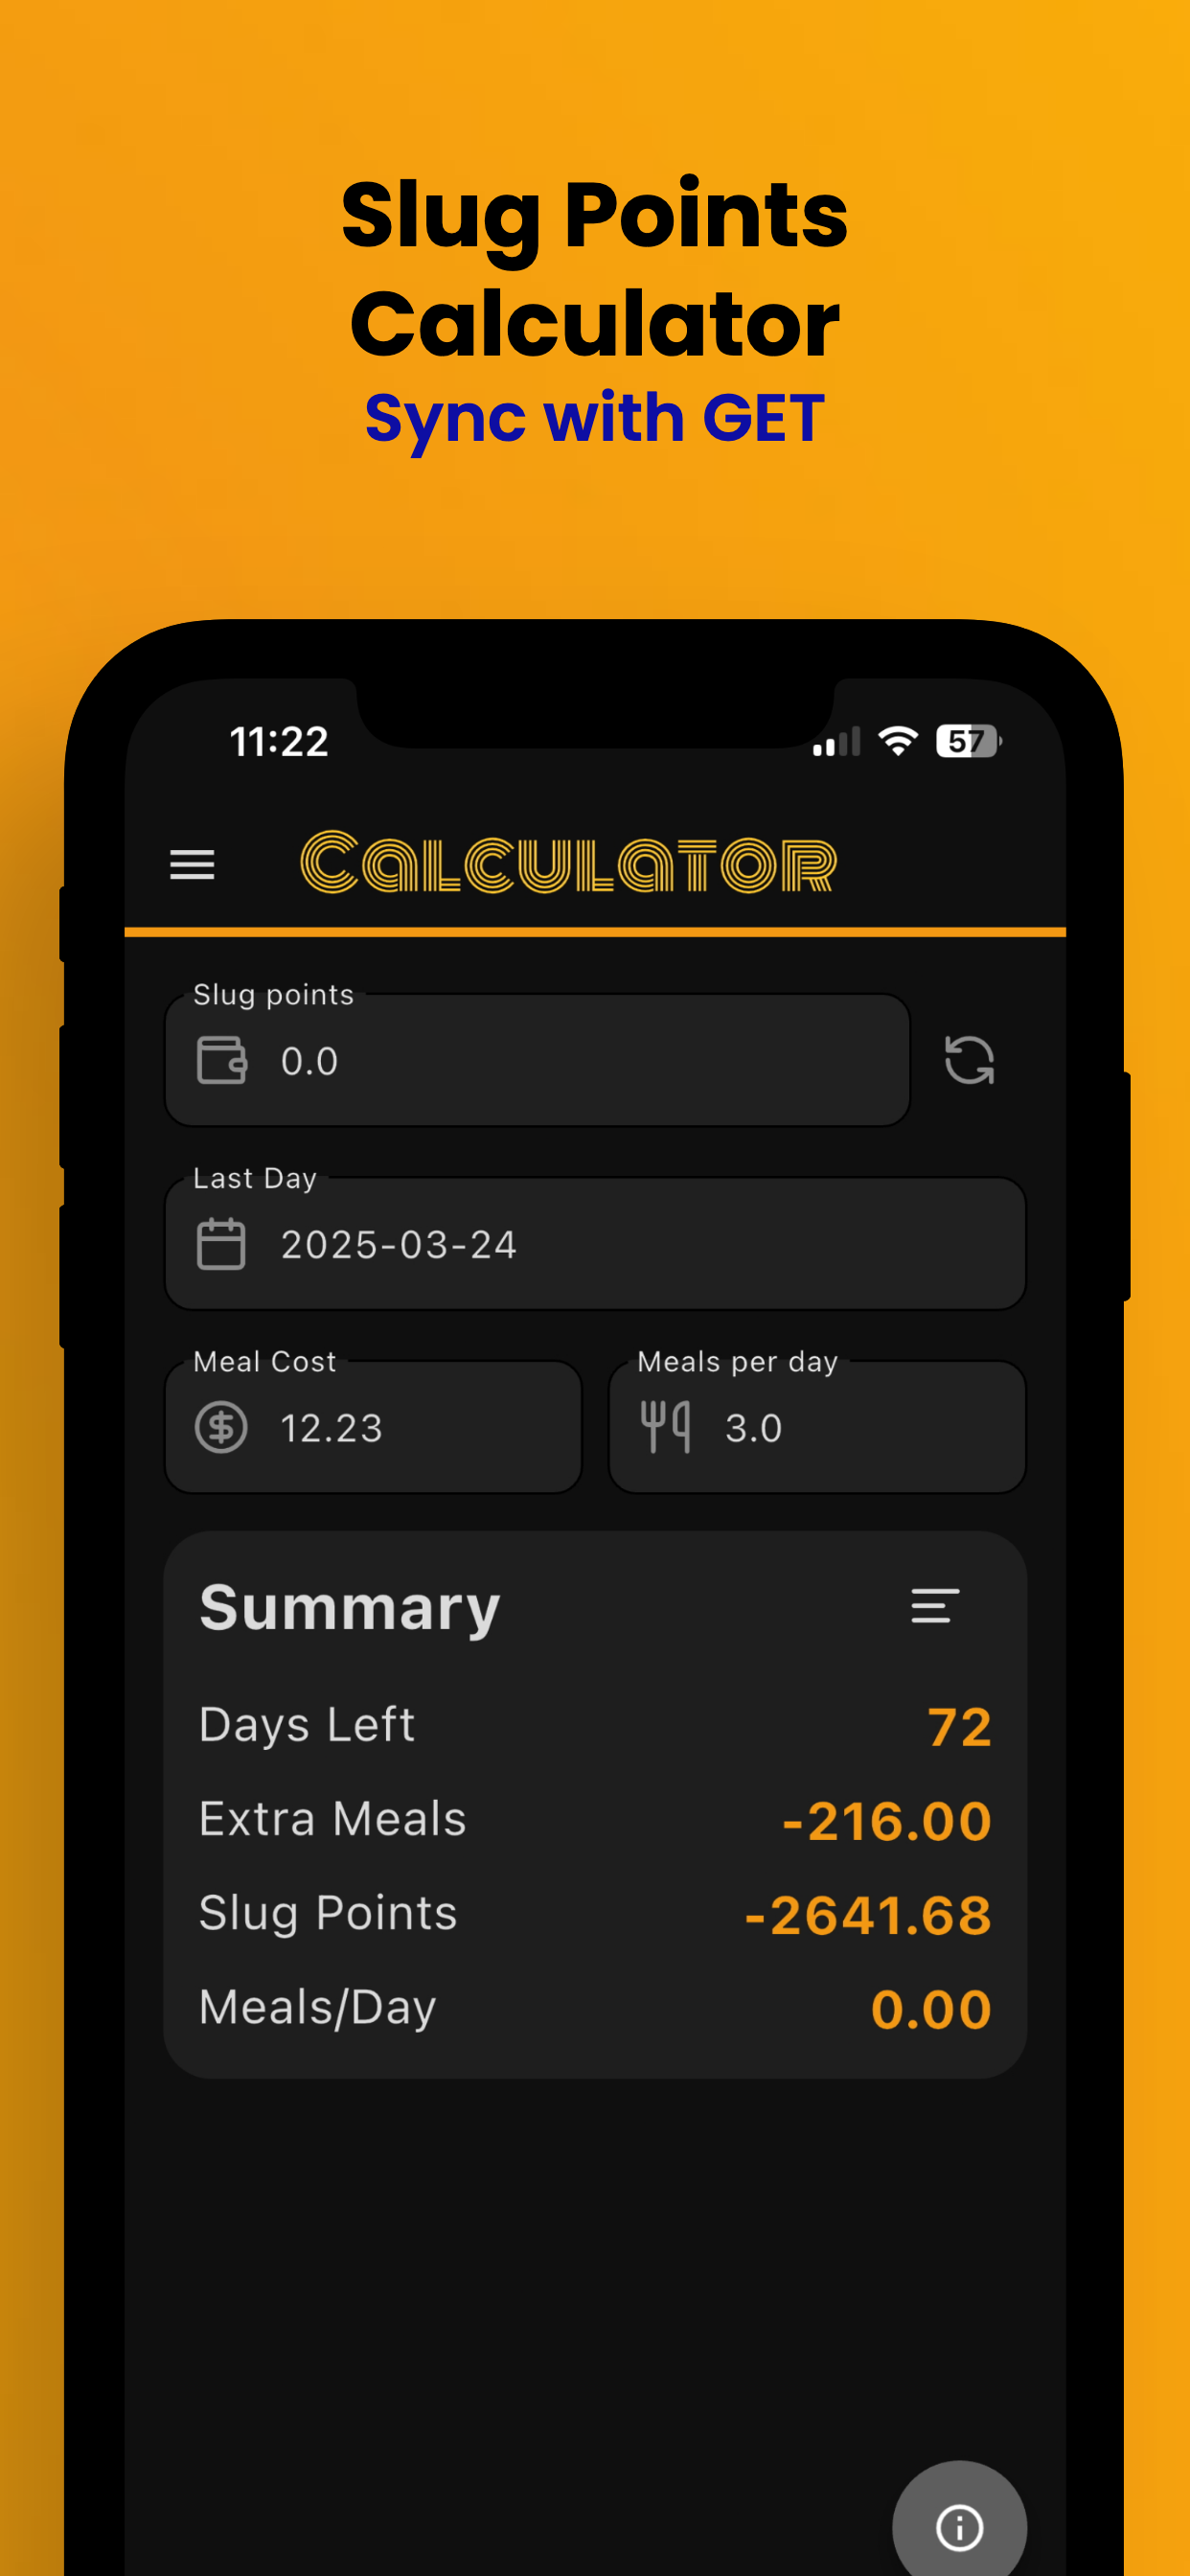 Slug Points
Calculator
Sync with GET
11:22
57
Calculator
Slug points
0.0
Last Day
2025-03-24
Meal Cost
12.23
Meals per day
3.0
Summary
Days Left
72
Extra Meals
-216.00
Slug Points
-2641.68
Meals/Day
0.00